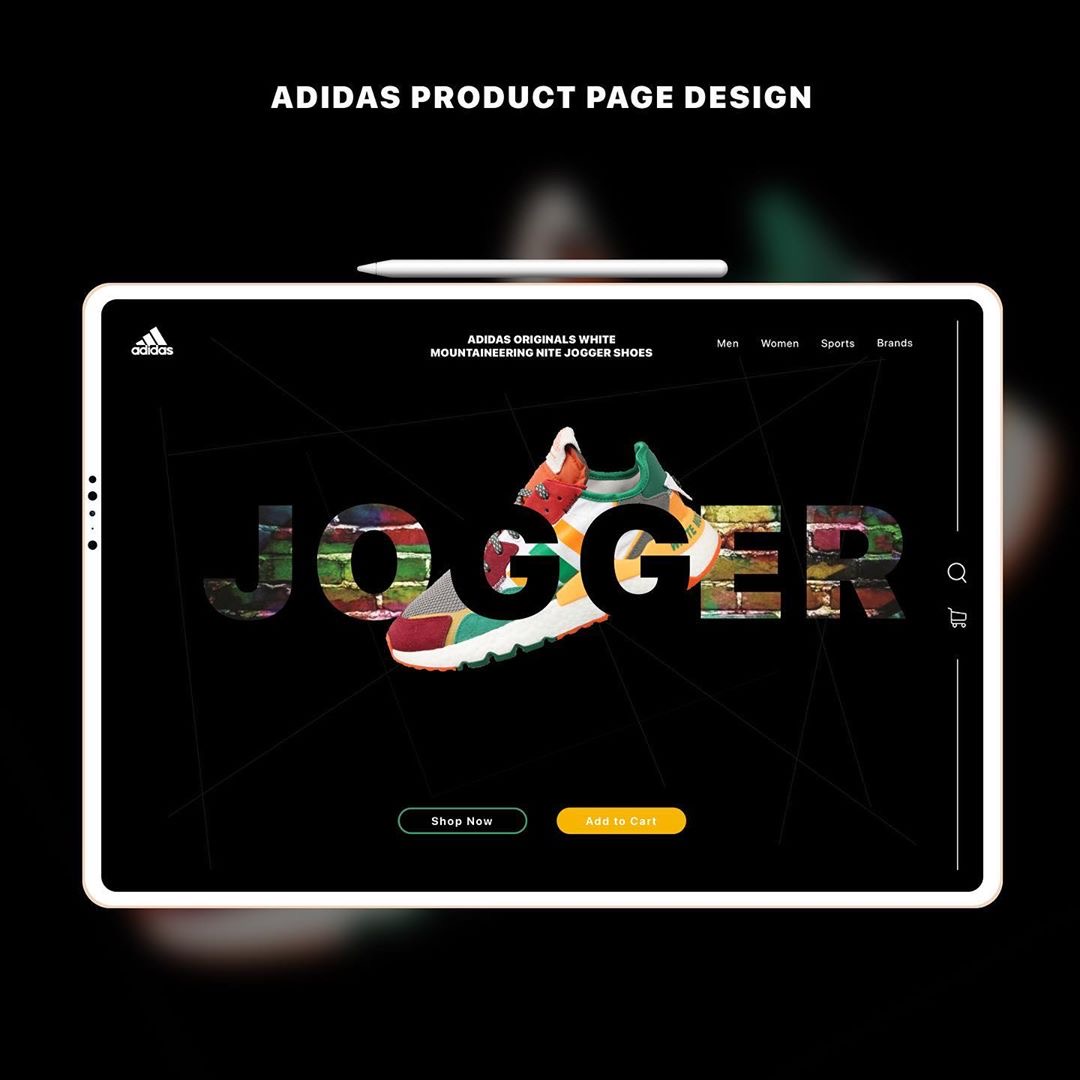 ADIDAS PRODUCT PAGE DESIGN
adidas
ADIDAS ORIGINALS WHITE
MOUNTAINEERING NITE JOGGER SHOES
Men
Women
Sports
Brands
JOGGER
Shop Now
Add to Cart